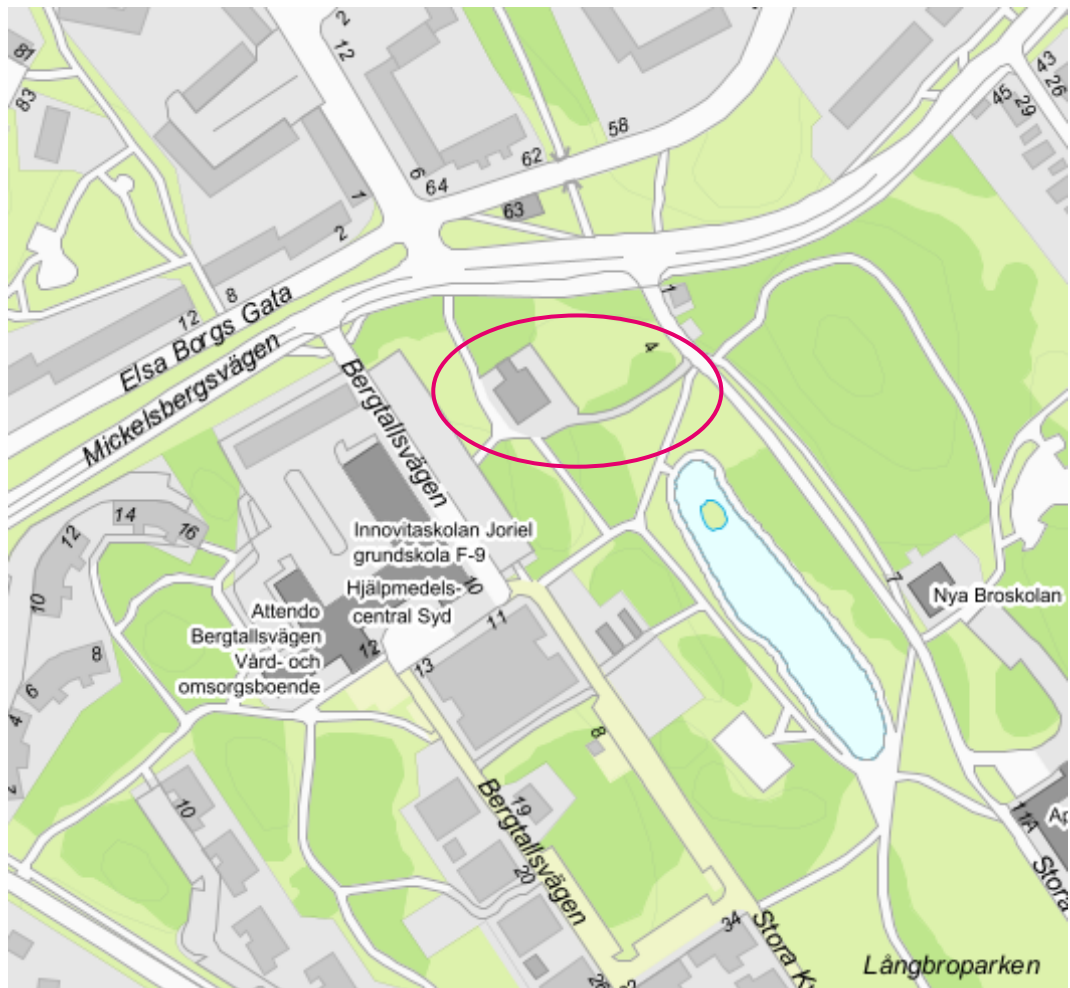 2
12
81
83
43
26
29
45
58
62
6
64
63
1
2
8
12
Elsa Borgs Gata
Mickelsbergsvägen
1
4
Bergtallsvägen
14
16
12
10
Innovitaskolan Joriel
grundskola F-9
Hjälpmedels-
central Syd
10
11
7
Nya Broskolan
Attendo
Bergtallsvägen
Vård- och
omsorgsboende
12
13
8
6
4
8
10
19
20
Bergtallsvägen
11A
Ap
Stora
34
Stora K
26
Långbroparken